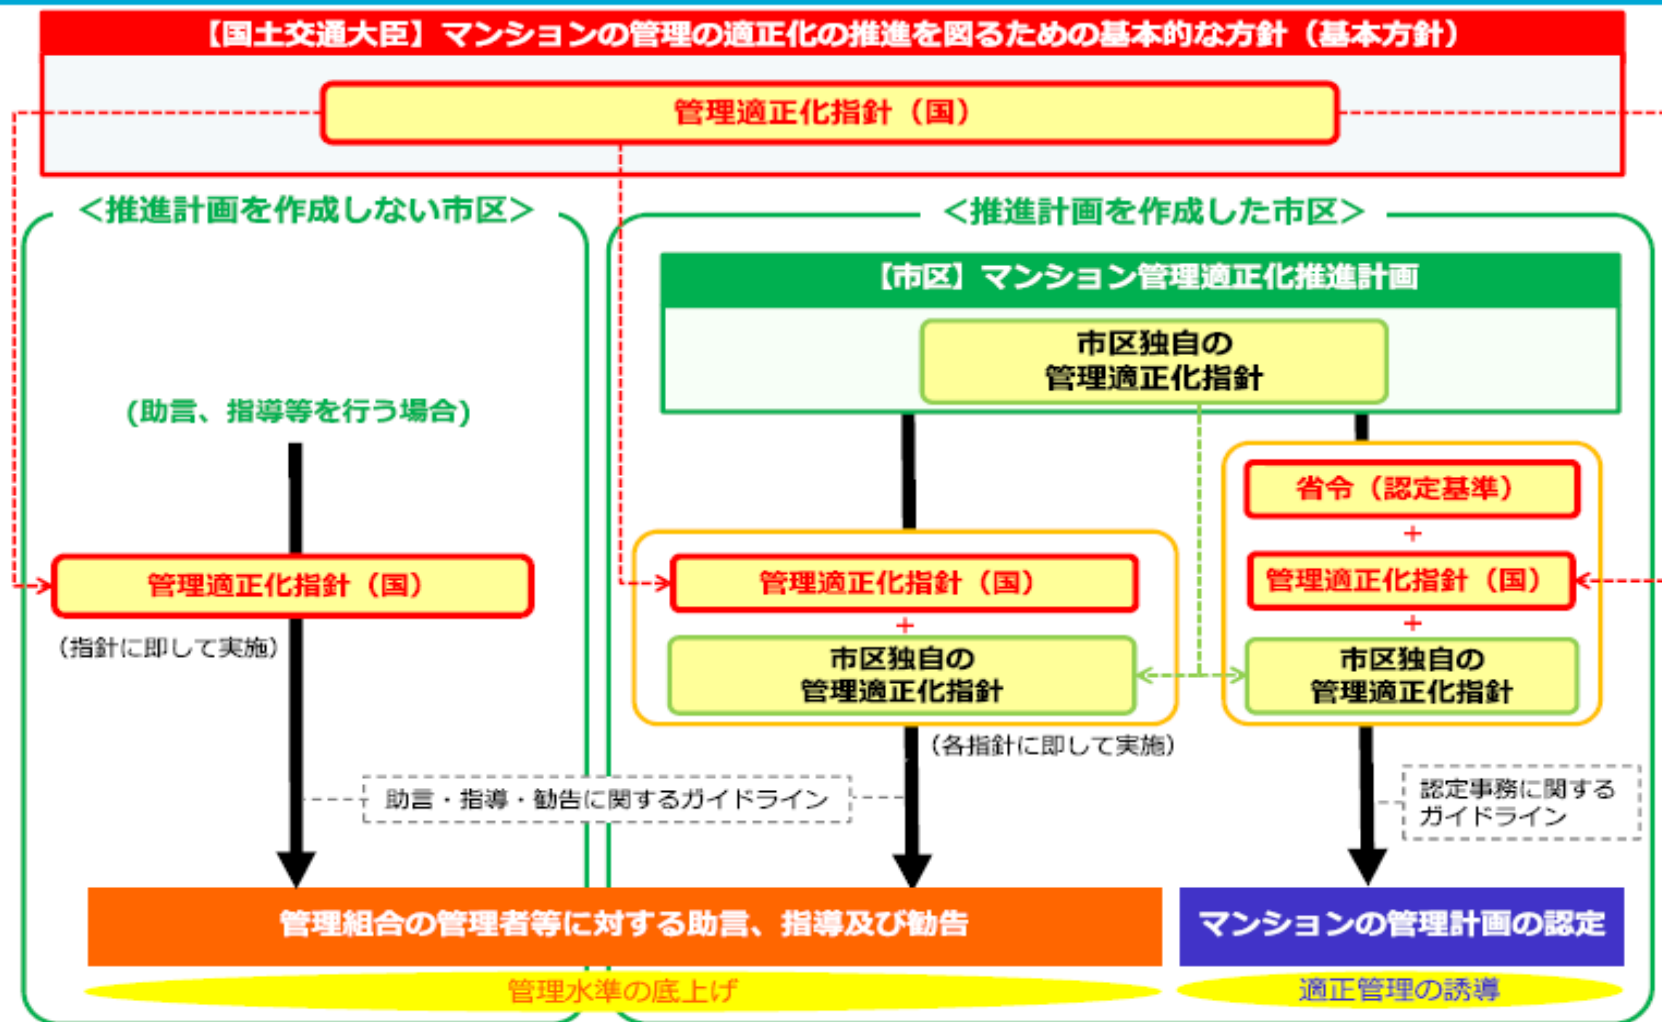 【国土交通大臣】マンションの管理の適正化の推進を図るための基本的な方針（基本方針）
管理適正化指針（国）
＜推進計画を作成しない市区＞
＜推進計画を作成した市区＞
【市区】マンション管理適正化推進計画
市区独自の
管理適正化指針
(助言、指導等を行う場合)
省令（認定基準）
+
管理適正化指針（国）
管理適正化指針（国）
管理適正化指針（国）
（指針に即して実施）
+
+
市区独自の
管理適正化指針
市区独自の
管理適正化指針
（各指針に即して実施）
助言・指導・勧告に関するガイドライン
認定事務に関する
ガイドライン
管理組合の管理者等に対する助言、指導及び勧告
マンションの管理計画の認定
管理水準の底上げ
適正管理の誘導